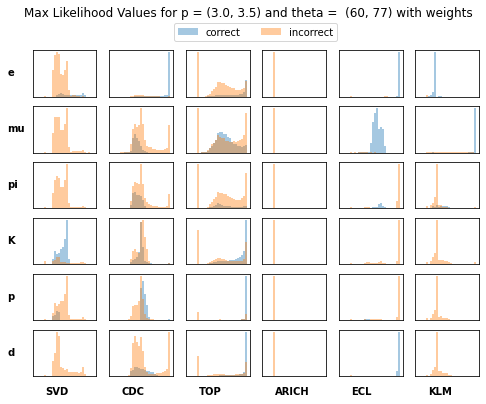 Max Likelihood Values for p = (3.0, 3.5) and theta =  (60, 77) with weights
correct incorrect
e
mu
pi
K
p
d
SVD CDC TOP ARICH ECL KLM